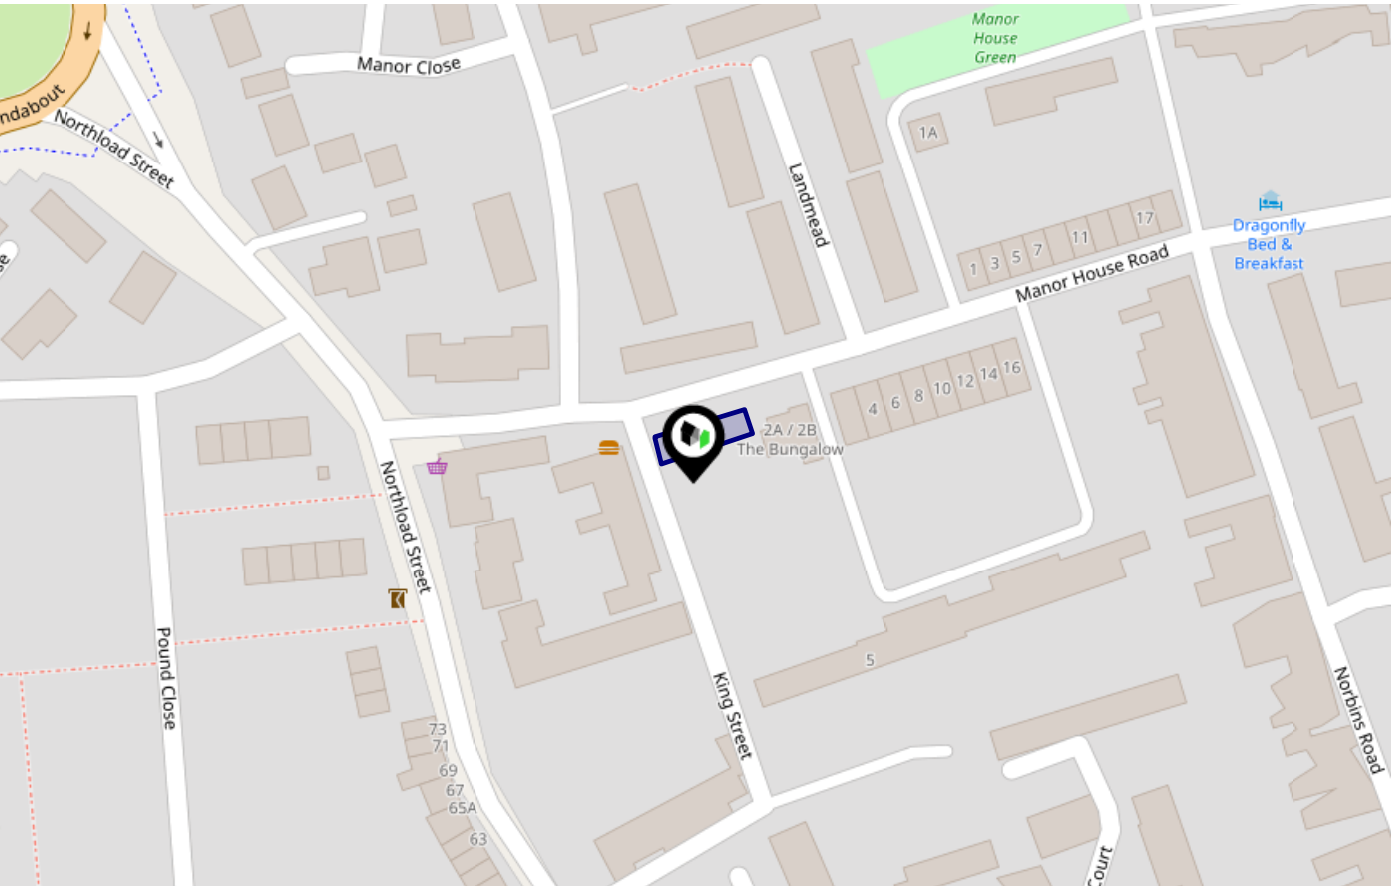 Manor
House
Green
Manor Close
ndabout
Northload Street
1A
Landmead
17
11
7
5
3
1
Dragonfly
Bed &
Breakfast
Manor House Road
se
16
14
12
10
8
6
4
2A / 2B
The Bungalow
Northload Street
Pound Close
5
King Street
Norbins Road
73
71
69
67
65A
63
Court